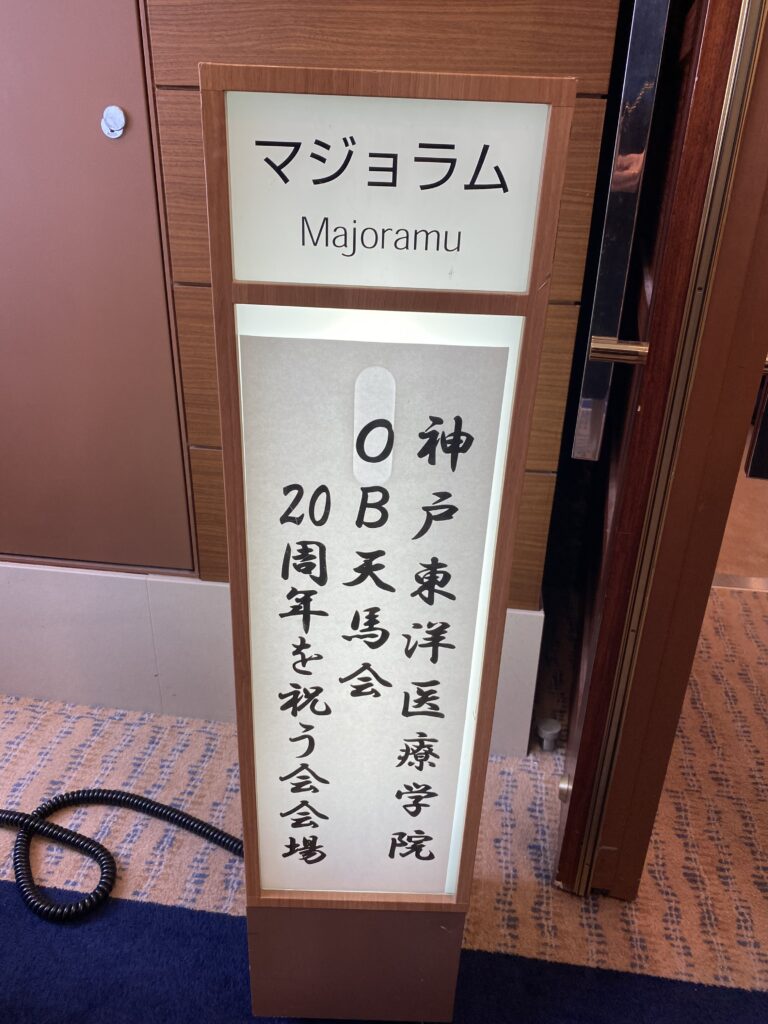 マジョラム
Majoramu
神戸東洋医療学院
OB天馬会
20周年を祝う会会場